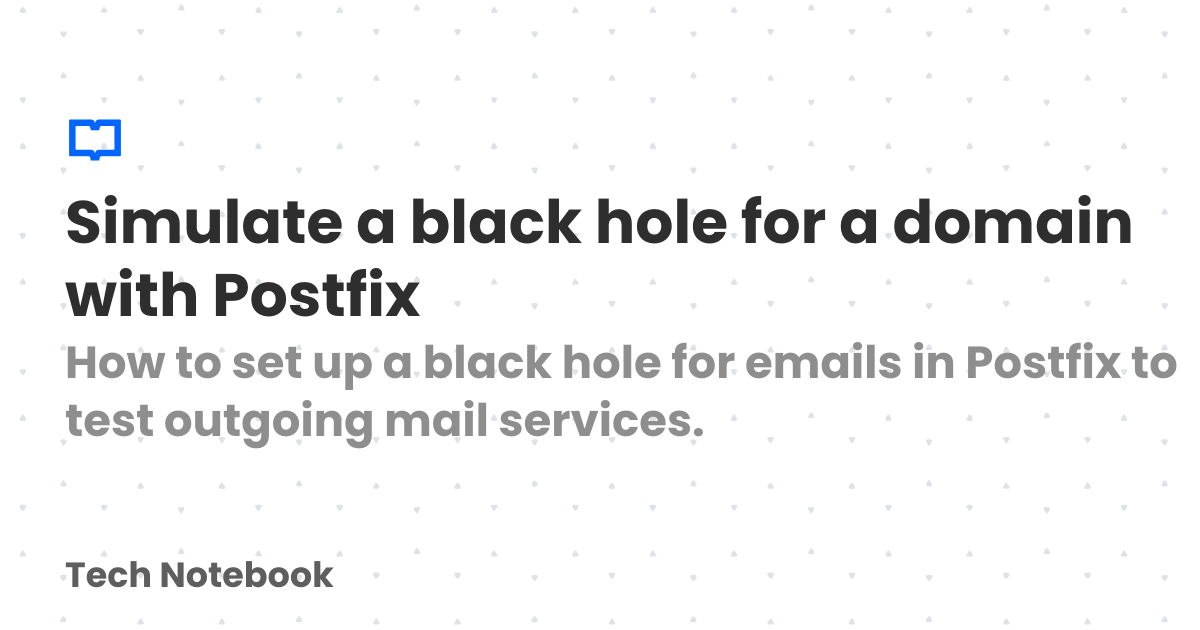 Simulate a black hole for a domain
with Postfix
How to set up a black hole for emails in Postfix to
test outgoing mail services.
Tech Notebook